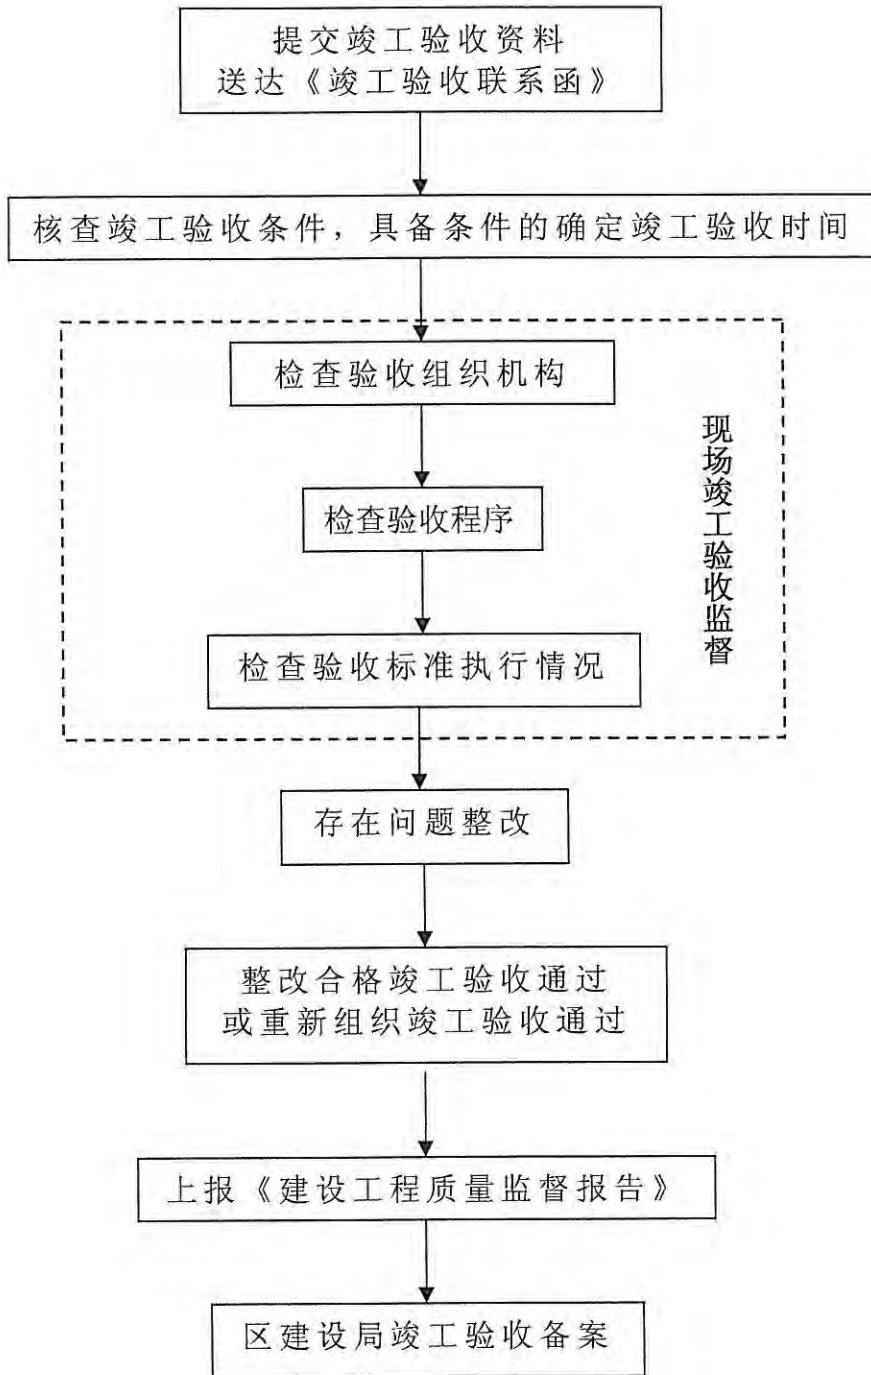 提交竣工验收资料
送达《竣工验收联系函》
核查竣工验收条件，具备条件的确定竣工验收时间
检查验收组织机构
检查验收程序
检查验收标准执行情况
现场竣工验收监督
存在问题整改
整改合格竣工验收通过
或重新组织竣工验收通过
上报《建设工程质量监督报告》
区建设局竣工验收备案